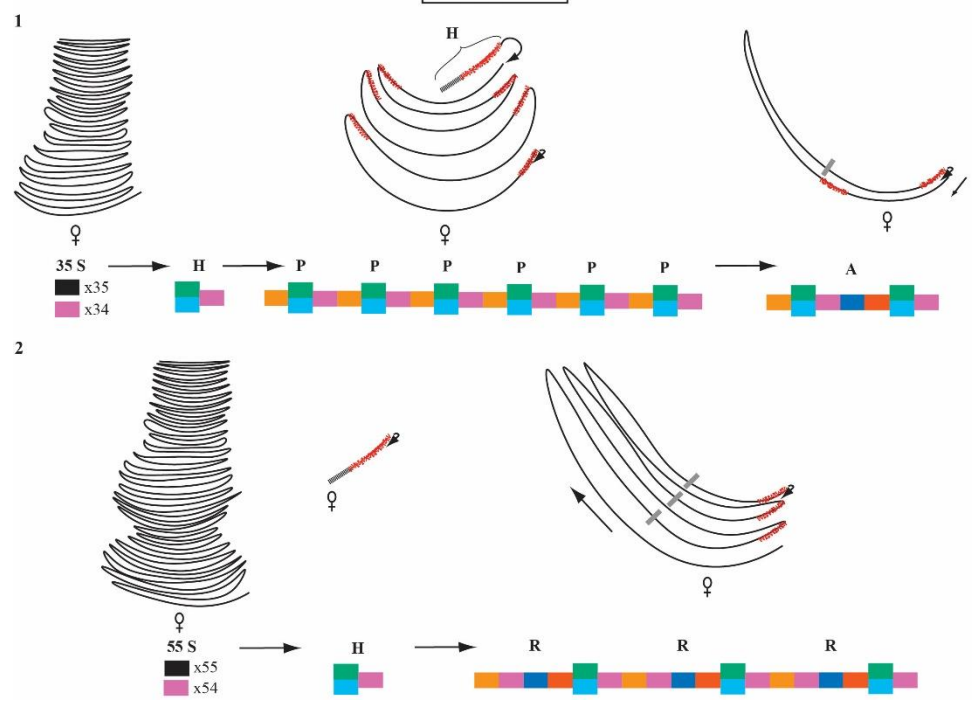 1
H
♀ ♀ ♀
35 S H P P P P P P A
x35
x34
2
♀ ♀ ♀
55 S H R R R
x55
x54